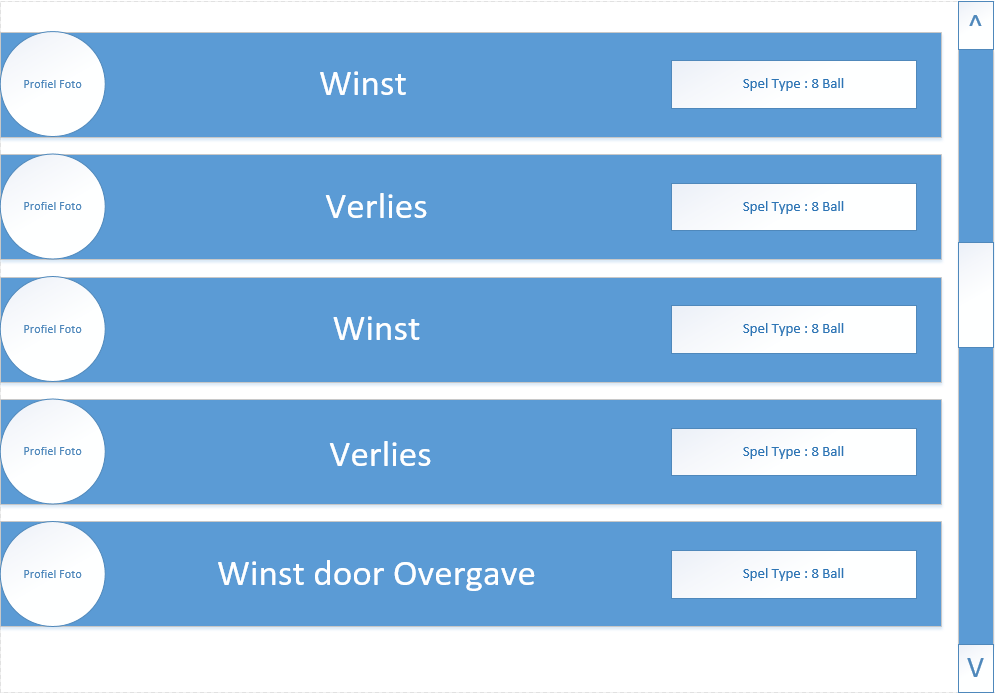 ^
Profiel Foto
Winst
Spel Type : 8 Ball
Profiel Foto
Verlies
Spel Type : 8 Ball
Profiel Foto
Winst
Spel Type : 8 Ball
Profiel Foto
Verlies
Spel Type : 8 Ball
Profiel Foto
Winst door Overgave
Spel Type : 8 Ball
V